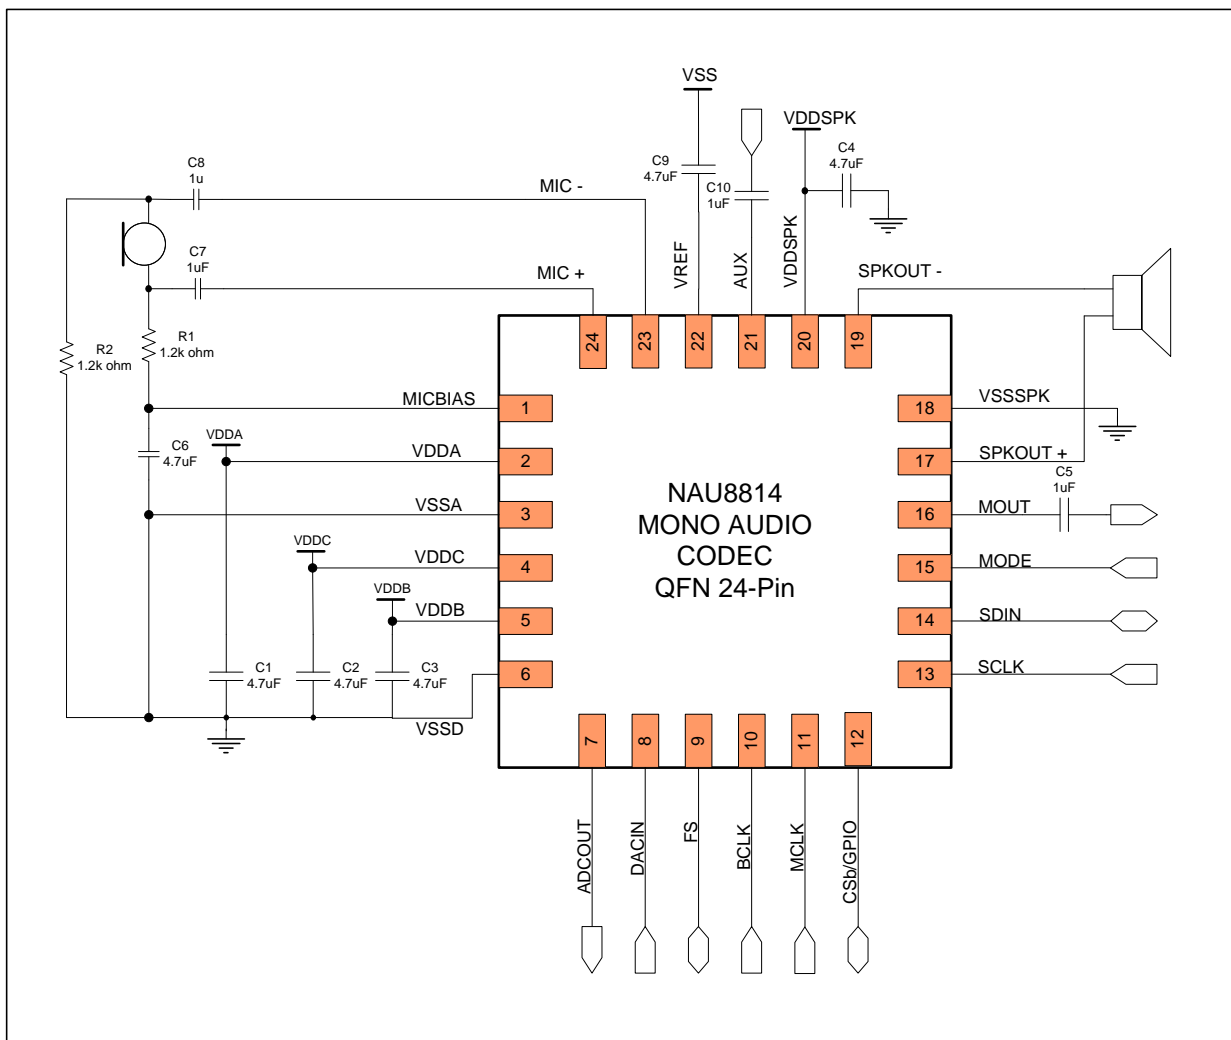 VSS
VDDSPK
C4
4.7uF
C9
4.7uF
C10
1uF
C8
1u
MIC -
C7
1uF
MIC +
VREF
AUX
VDDSPK
SPKOUT -
R2
1.2k ohm
R1
1.2k ohm
24
23
22
21
20
19
MICBIAS
1
18
VSSSPK
VDDA
C6
4.7uF
VDDA
2
17
SPKOUT +
C5
1uF
VSSA
3
16
MOUT
NAU8814
MONO AUDIO
CODEC
QFN 24-Pin
VDDC
VDDC
4
15
MODE
VDDB
VDDB
5
14
SDIN
C1
4.7uF
C2
4.7uF
C3
4.7uF
6
13
SCLK
VSSD
7
8
9
10
11
12
ADCOUT
DACIN
FS
BCLK
MCLK
CSb/GPIO